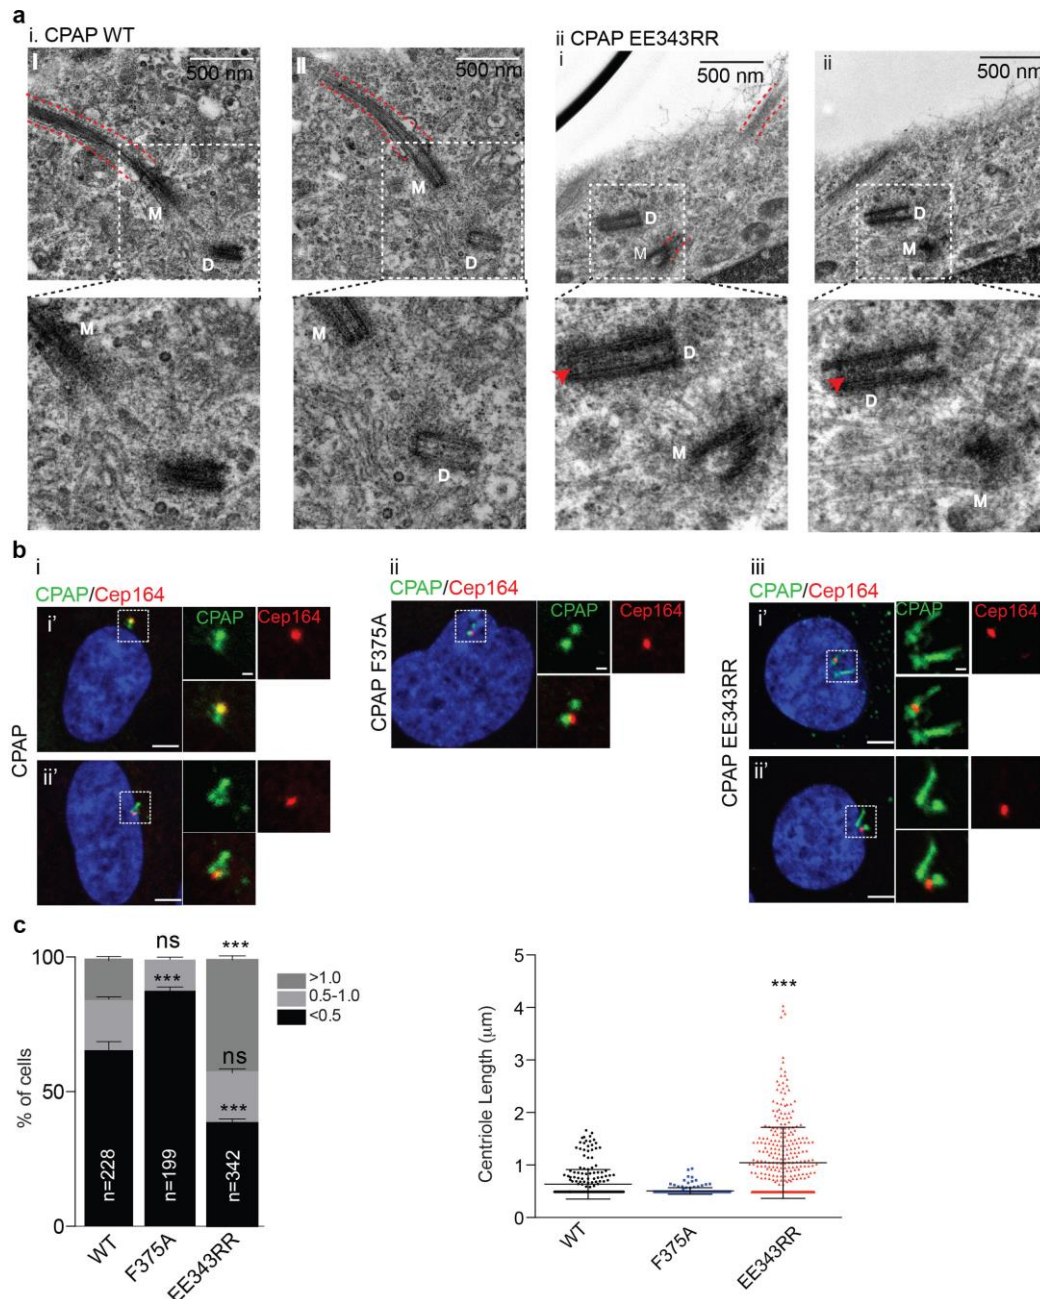 a
i. CPAP WT
ii CPAP EE343RR
I
500 nm
II
500 nm
i
500 nm
ii
500 nm
M
D
M
D
D
M
D
M
M
M
D
D
M
D
M
b
i
CPAP/Cep164
i'
CPAP
Cep164
ii'
CPAP
ii
CPAP/Cep164
CPAP
Cep164
CPAP F375A
iii
CPAP/Cep164
i'
CPAP
Cep164
ii'
CPAP EE343RR
c
% of cells
100
50
0
ns
***
***
ns
***
n=228
n=199
n=342
WT
F375A
EE343RR
>1.0
0.5-1.0
<0.5
Centriole Length (μm)
5
4
3
2
1
0
***
WT
F375A
EE343RR